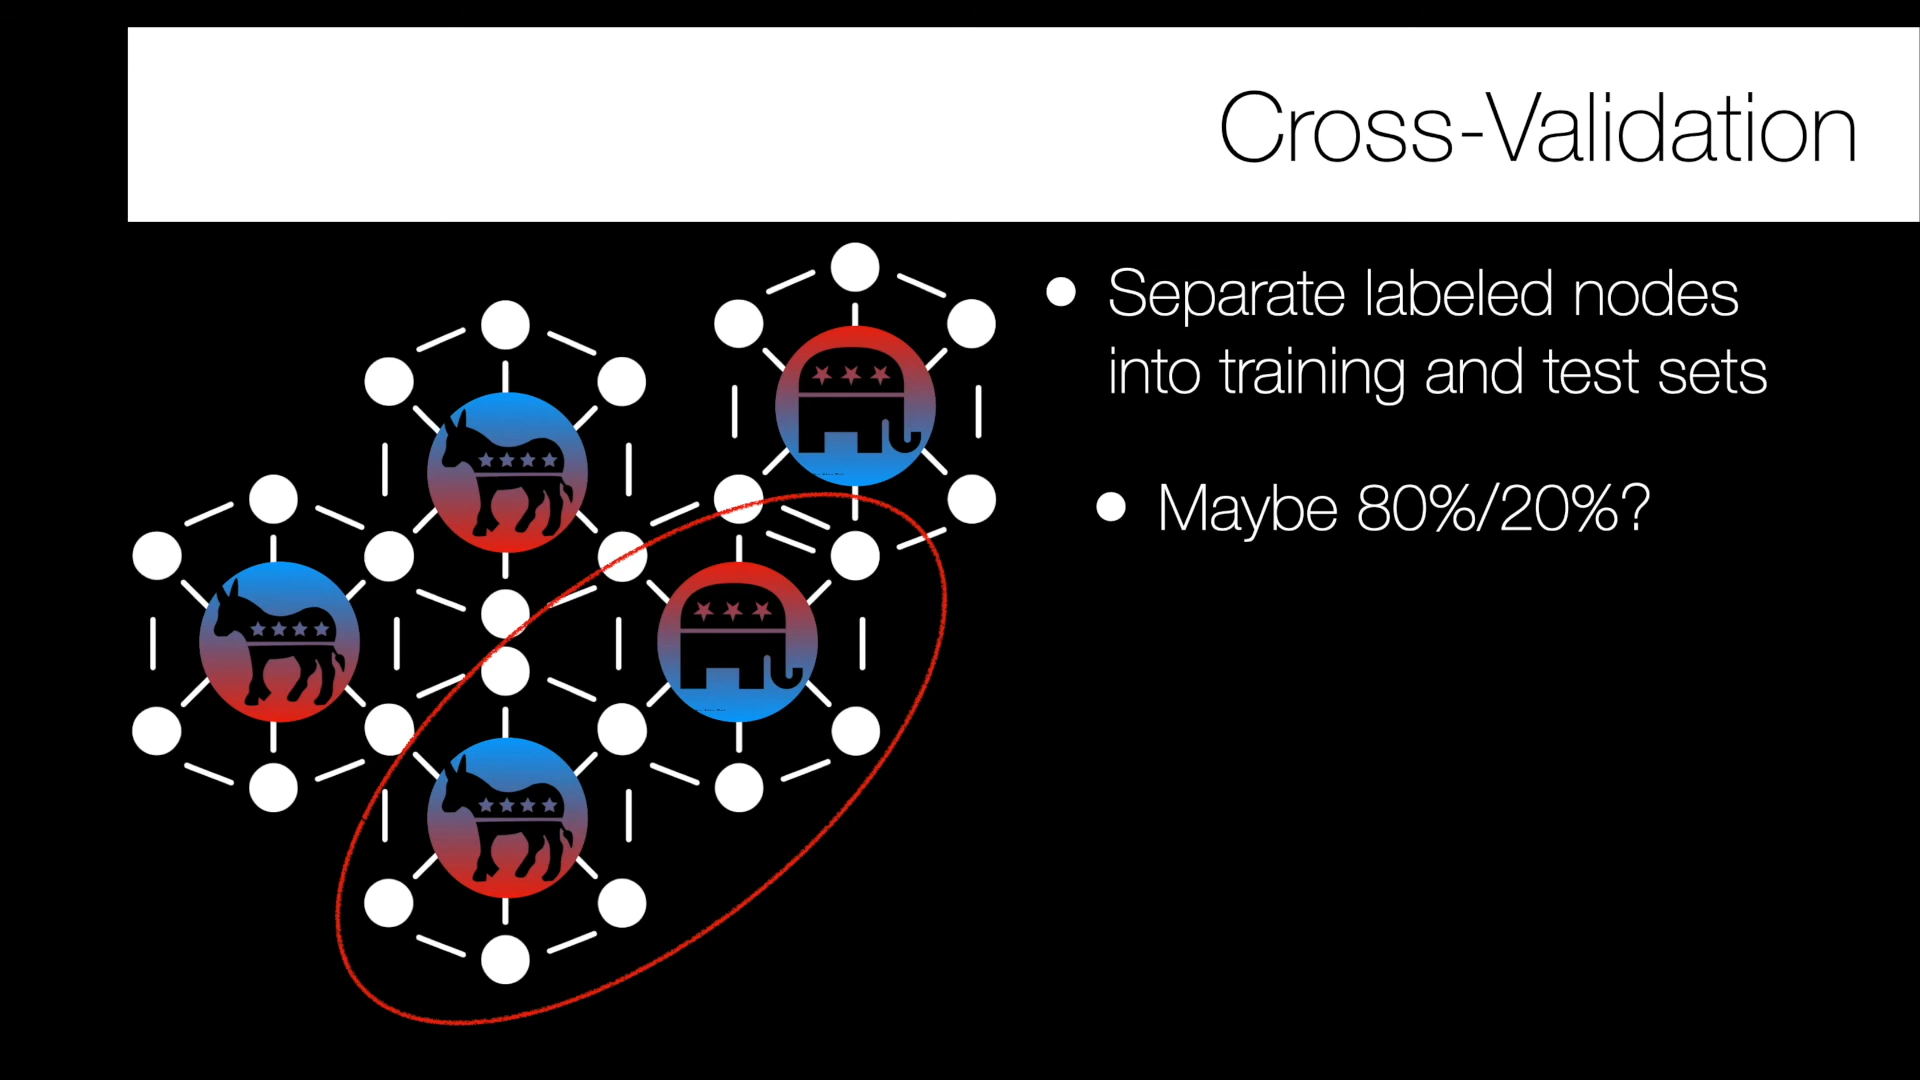 Cross-Validation
Separate labeled nodes
into training and test sets
Maybe 80%/20%?